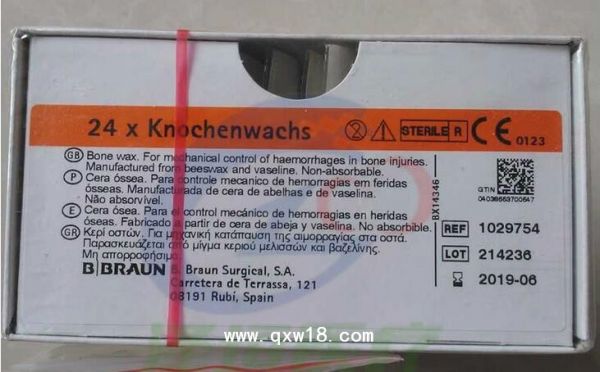 24 x Knochenwachs
STERILE R
CE 0123
GB Bone wax. For mechanical control of haemorrhages in bone injuries.
Manufactured from beeswax and vaseline. Non-absorbable.
P Cera óssea. Para controle mecanico de hemorragias em feridas
ósseas. Manufacturada de cera de abelhas e de vaselina.
Não absorvível
E Cera ósea. Para el control mecánico de hemorragias en heridas
óseas. Fabricado a partir de cera de abeja y vaselina. No absorbible.
GR Κερί οστών. Για μηχανική κατάπαυση της αιμορραγίας στα οστά.
Παρασκευάζεται από μίγμα κεριού μελισσών και βαζελίνης.
Μη απορροφήσιμο.
BX14346
GTIN
REF 1029754
LOT 214236
2019-06
B|BRAUN B. Braun Surgical, S.A.
Carretera de Terrassa, 121
08191 Rubí, Spain
www.qxw18.com